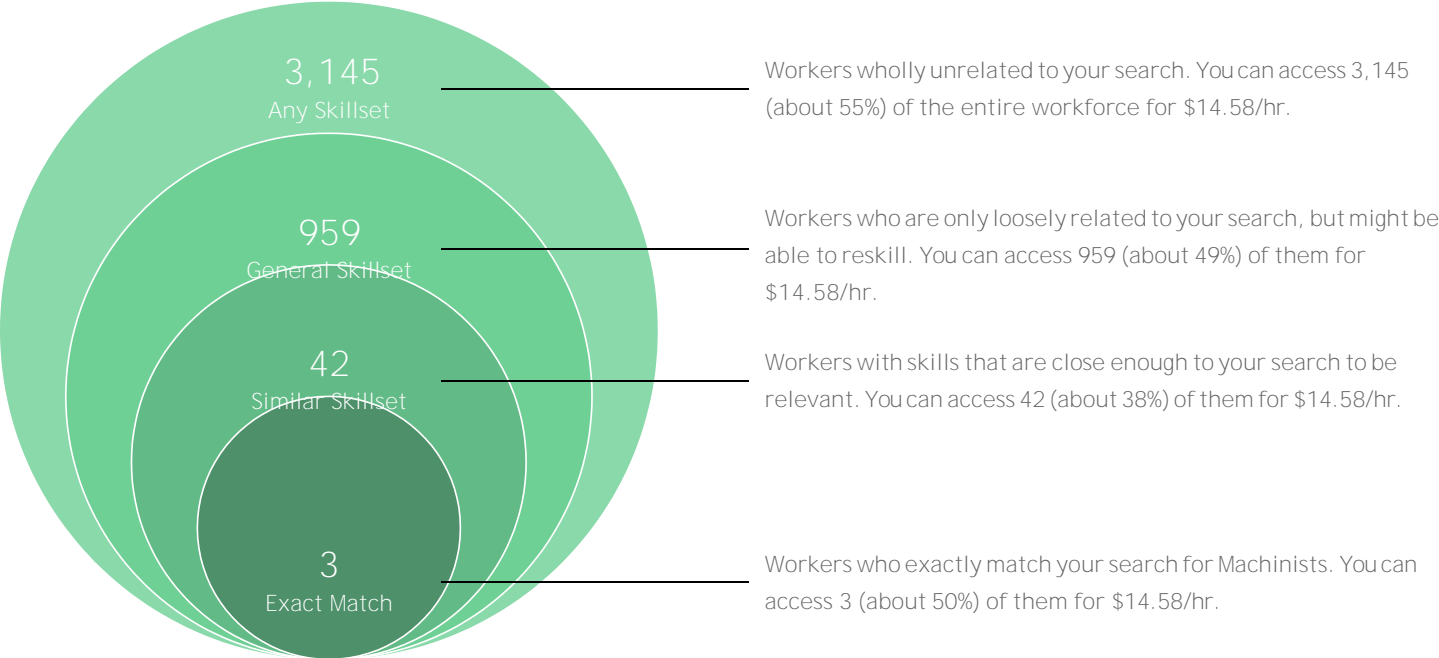 3,145
Any Skillset
Workers wholly unrelated to your search. You can access 3,145
(about 55%) of the entire workforce for $14.58/hr.
959
General Skillset
Workers who are only loosely related to your search, but might be
able to reskill. You can access 959 (about 49%) of them for
$14.58/hr.
42
Similar Skillset
Workers with skills that are close enough to your search to be
relevant. You can access 42 (about 38%) of them for $14.58/hr.
3
Exact Match
Workers who exactly match your search for Machinists. You can
access 3 (about 50%) of them for $14.58/hr.